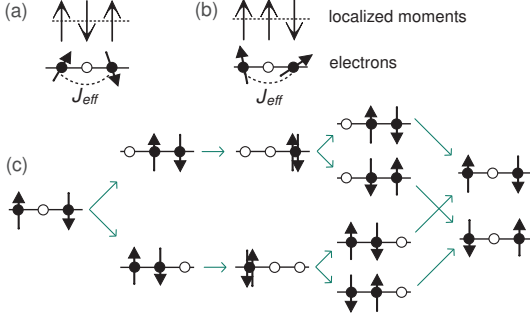 (a)
(b)
localized moments
electrons
J_eff
J_eff
(c)